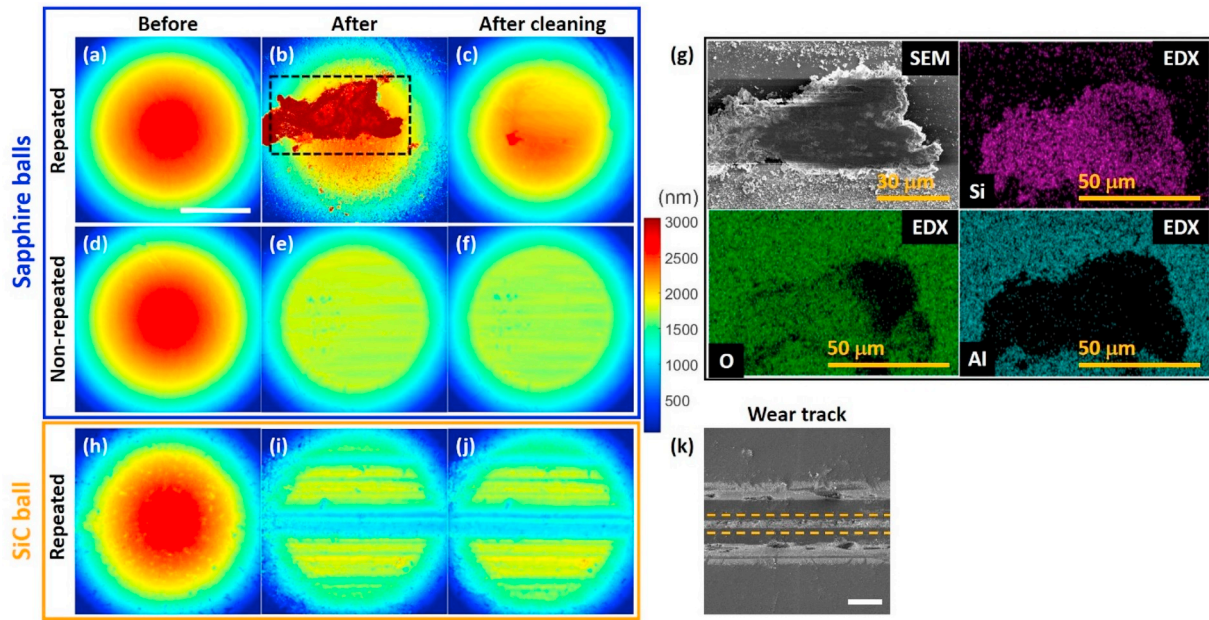 Before
After
After cleaning
Sapphire balls
Repeated
(a)
(b)
(c)
Non-repeated
(d)
(e)
(f)
SiC ball
Repeated
(h)
(i)
(j)
(nm)
3000
2500
2000
1500
1000
500
(g)
SEM
30 μm
EDX
Si
50 μm
EDX
O
50 μm
EDX
Al
50 μm
Wear track
(k)